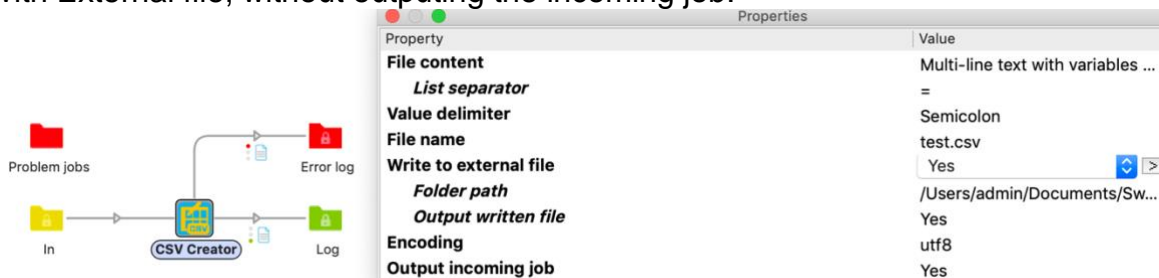 with External file, without outputing the incoming job.
Properties
Property Value
File content Multi-line text with variables ...
List separator =
Value delimiter Semicolon
File name test.csv
Write to external file Yes >
Folder path /Users/admin/Documents/Sw...
Output written file Yes
Encoding utf8
Output incoming job Yes
Problem jobs
Error log
In
CSV
CSV Creator
Log